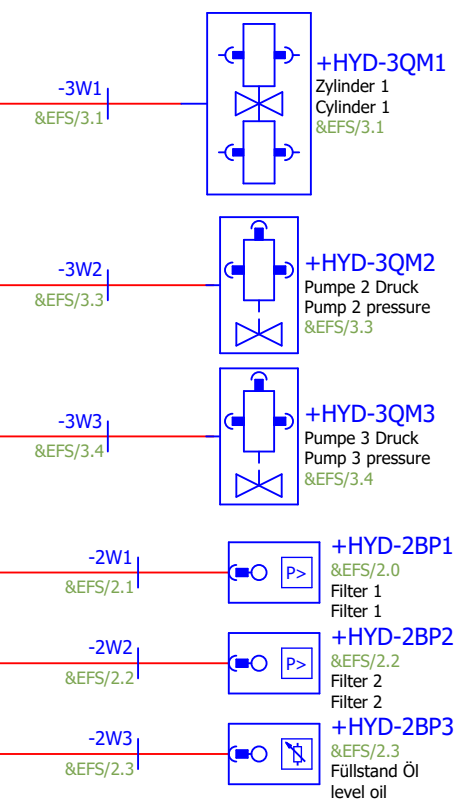 -3W1
&EFS/3.1
+HYD-3QM1
Zylinder 1
Cylinder 1
&EFS/3.1
-3W2
&EFS/3.3
+HYD-3QM2
Pumpe 2 Druck
Pump 2 pressure
&EFS/3.3
-3W3
&EFS/3.4
+HYD-3QM3
Pumpe 3 Druck
Pump 3 pressure
&EFS/3.4
-2W1
&EFS/2.1
P>
+HYD-2BP1
&EFS/2.0
Filter 1
Filter 1
-2W2
&EFS/2.2
P>
+HYD-2BP2
&EFS/2.2
Filter 2
Filter 2
-2W3
&EFS/2.3
+HYD-2BP3
&EFS/2.3
Füllstand Öl
level oil